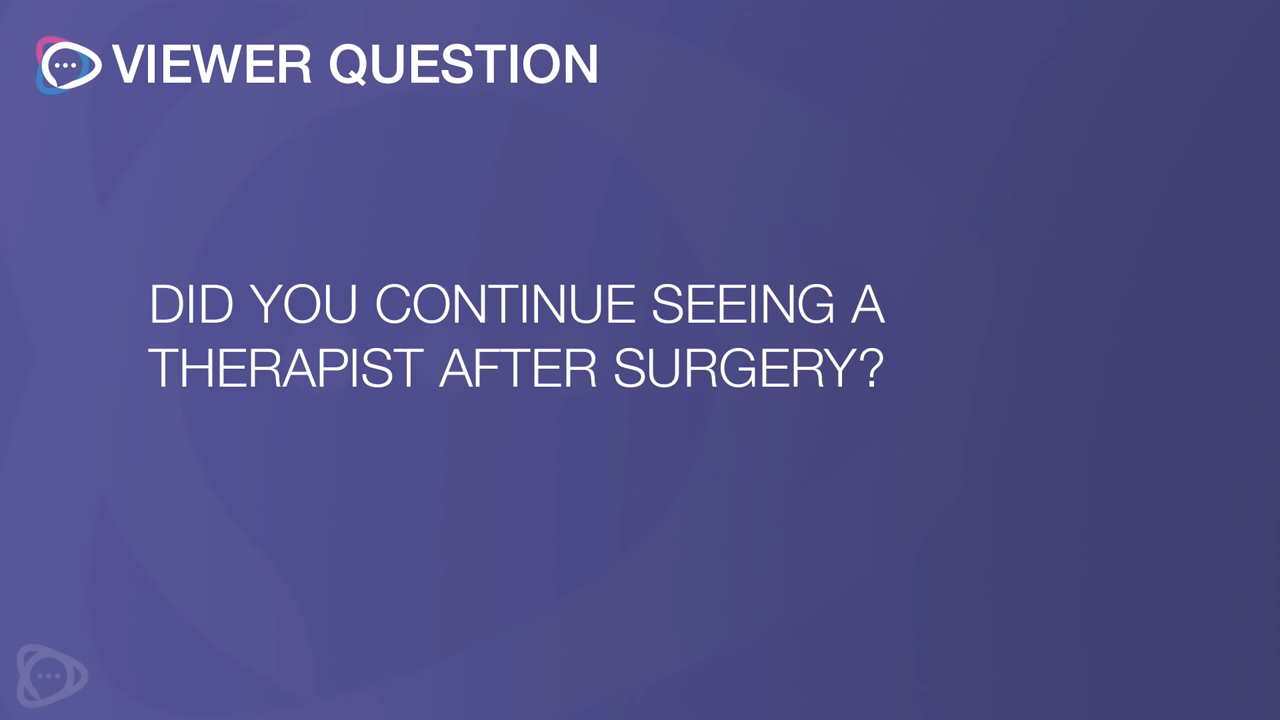 VIEWER QUESTION
DID YOU CONTINUE SEEING A
THERAPIST AFTER SURGERY?